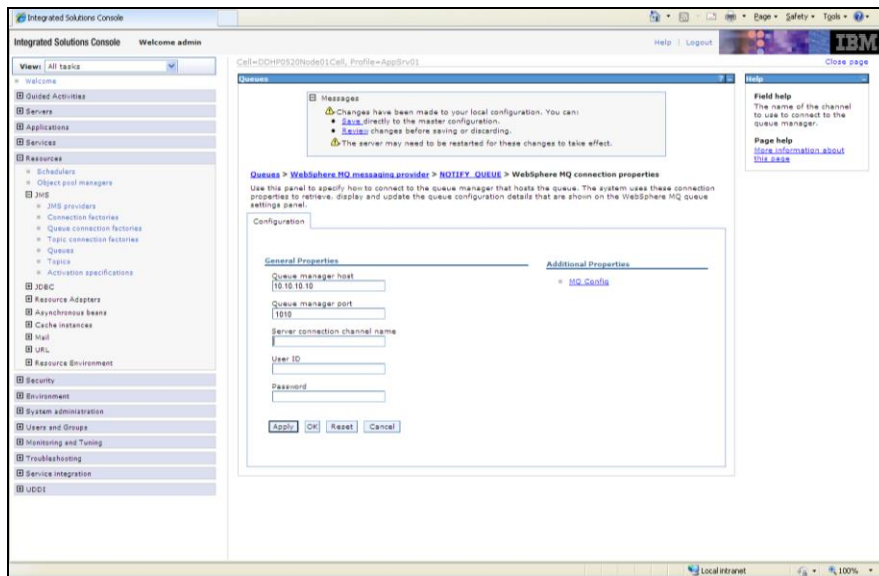 Integrated Solutions Console
Page Safety Tools
Integrated Solutions Console Welcome admin
Help | Logout
IBM
View: All tasks
Welcome
Guided Activities
Servers
Applications
Services
Resources
Schedulers
Object pool managers
JMS
JMS providers
Connection factories
Queue connection factories
Topic connection factories
Queues
Topics
Activation specifications
JDBC
Resource Adapters
Asynchronous beans
Cache instances
Mail
URL
Resource Environment
Security
Environment
System administration
Users and Groups
Monitoring and Tuning
Troubleshooting
Service integration
UDDI
Cell=DDHP0520Node01Cell, Profile=AppSrv01
Close page
Queues
? -
Messages
Changes have been made to your local configuration. You can:
Save directly to the master configuration.
Review changes before saving or discarding.
The server may need to be restarted for these changes to take effect.
Queues > WebSphere MQ messaging provider > NOTIFY_QUEUE > WebSphere MQ connection properties
Use this panel to specify how to connect to the queue manager that hosts the queue. The system uses these connection
properties to retrieve, display and update the queue configuration details that are shown on the WebSphere MQ queue
settings panel.
Configuration
General Properties
Queue manager host
10.10.10.10
Queue manager port
1010
Server connection channel name
User ID
Password
Apply OK Reset Cancel
Additional Properties
MQ Config
Help
Field help
The name of the channel
to use to connect to the
queue manager.
Page help
More information about
this page
Local intranet
100%